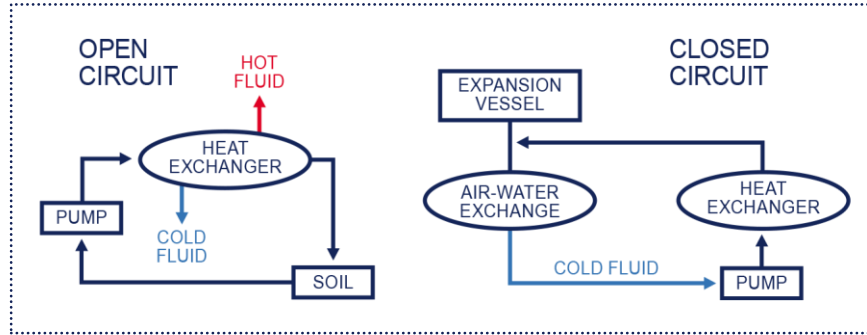 OPEN
CIRCUIT
HOT
FLUID
HEAT
EXCHANGER
PUMP
COLD
FLUID
SOIL
CLOSED
CIRCUIT
EXPANSION
VESSEL
AIR-WATER
EXCHANGE
HEAT
EXCHANGER
COLD FLUID
PUMP